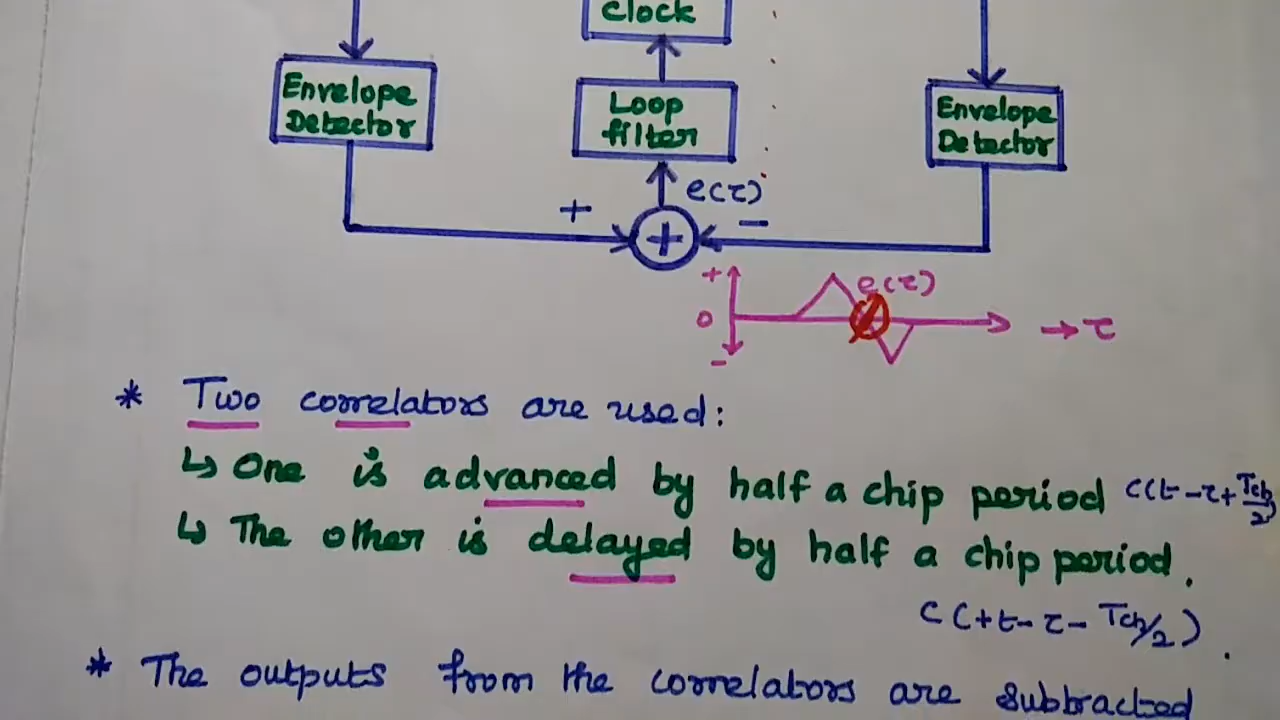 Clock
Envelope
Detector
Loop
filter
Envelope
Detector
e(τ)
+
-
+
+
e(τ)
0
→ τ
-
* Two correlators are used:
↳ One is advanced by half a chip period c(t-τ+Tch/2)
↳ The other is delayed by half a chip period.
c(+t-τ-Tch/2).
* The outputs from the correlators are subtracted